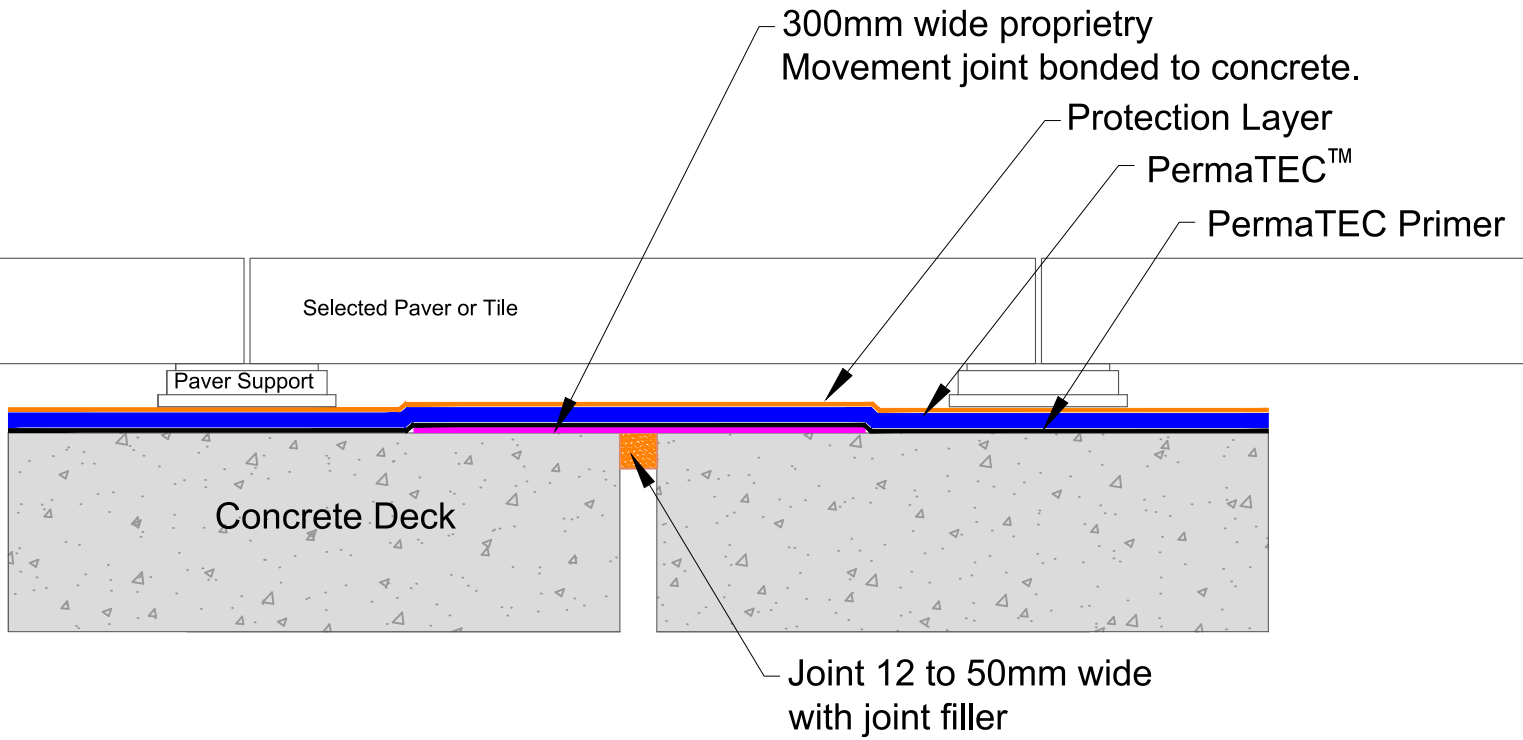 300mm wide proprietry
Movement joint bonded to concrete.
Protection Layer
PermaTEC™
PermaTEC Primer
Selected Paver or Tile
Paver Support
Concrete Deck
Joint 12 to 50mm wide
with joint filler